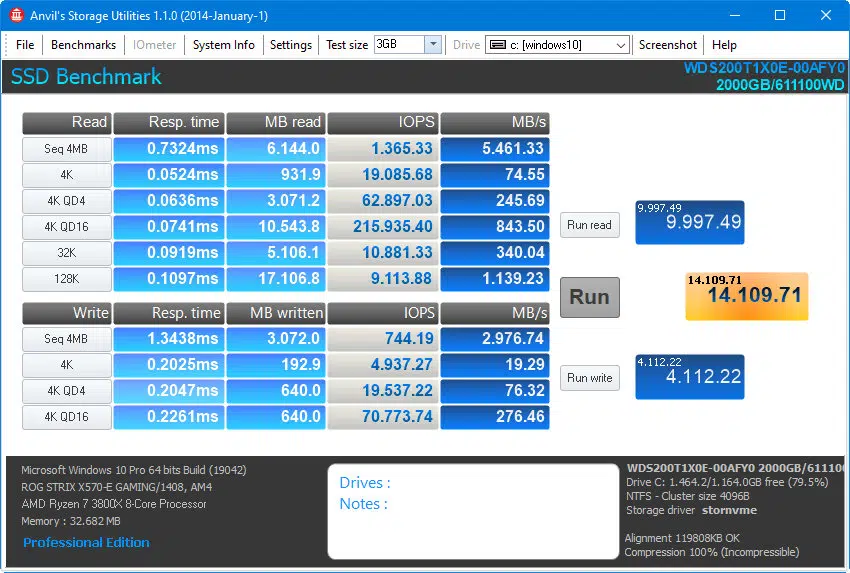 Anvil's Storage Utilities 1.1.0 (2014-January-1)
File Benchmarks IOmeter System Info Settings Test size 3GB Drive c: [windows10] Screenshot Help
SSD Benchmark
WDS200T1X0E-00AFY0
2000GB/611100WD
Read Resp. time MB read IOPS MB/s
Seq 4MB 0.7324ms 6.144.0 1.365.33 5.461.33
4K 0.0524ms 931.9 19.085.68 74.55
4K QD4 0.0636ms 3.071.2 62.897.03 245.69
4K QD16 0.0741ms 10.543.8 215.935.40 843.50
32K 0.0919ms 5.106.1 10.881.33 340.04
128K 0.1097ms 17.106.8 9.113.88 1.139.23
Run read
9.997.49
9.997.49
Run
14.109.71
14.109.71
Write Resp. time MB written IOPS MB/s
Seq 4MB 1.3438ms 3.072.0 744.19 2.976.74
4K 0.2025ms 192.9 4.937.27 19.29
4K QD4 0.2047ms 640.0 19.537.22 76.32
4K QD16 0.2261ms 640.0 70.773.74 276.46
Run write
4.112.22
4.112.22
Microsoft Windows 10 Pro 64 bits Build (19042)
ROG STRIX X570-E GAMING/1408, AM4
AMD Ryzen 7 3800X 8-Core Processor
Memory : 32.682 MB
Professional Edition
Drives :
Notes :
WDS200T1X0E-00AFY0 2000GB/61110
Drive C: 1.464.2/1.164.0GB free (79.5%)
NTFS - Cluster size 4096B
Storage driver stornvme
Alignment 119808KB OK
Compression 100% (Incompressible)